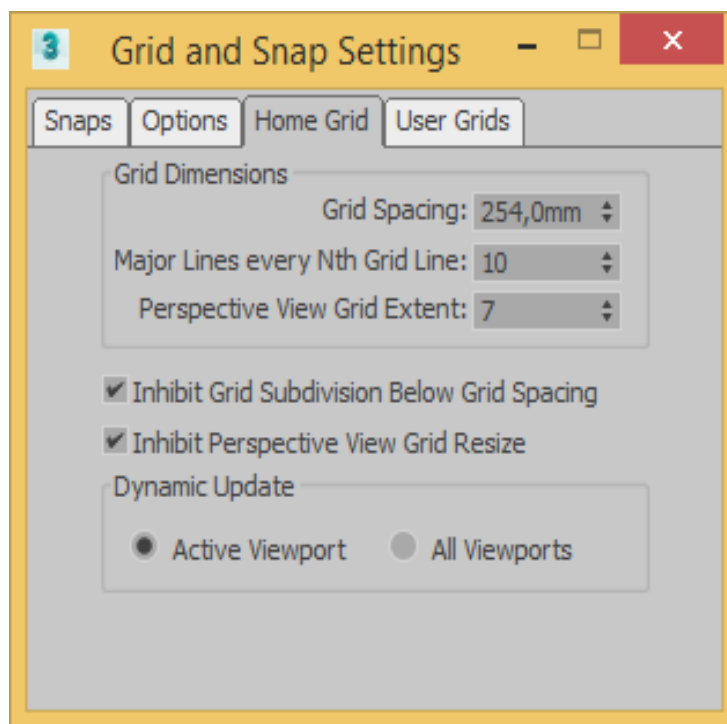 Grid and Snap Settings
Snaps Options Home Grid User Grids
Grid Dimensions
Grid Spacing: 254,0mm
Major Lines every Nth Grid Line: 10
Perspective View Grid Extent: 7
Inhibit Grid Subdivision Below Grid Spacing
Inhibit Perspective View Grid Resize
Dynamic Update
Active Viewport All Viewports